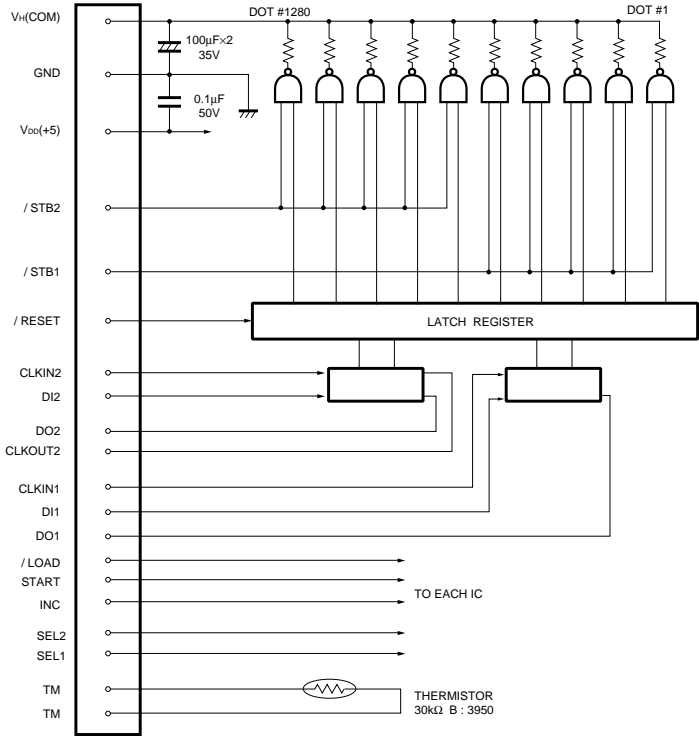 VH(COM)
DOT #1280
DOT #1
100μF×2
35V
GND
0.1μF
50V
VDD(+5)
/ STB2
/ STB1
/ RESET
LATCH REGISTER
CLKIN2
DI2
DO2
CLKOUT2
CLKIN1
DI1
DO1
/ LOAD
START
TO EACH IC
INC
SEL2
SEL1
TM
THERMISTOR
30kΩ B : 3950
TM